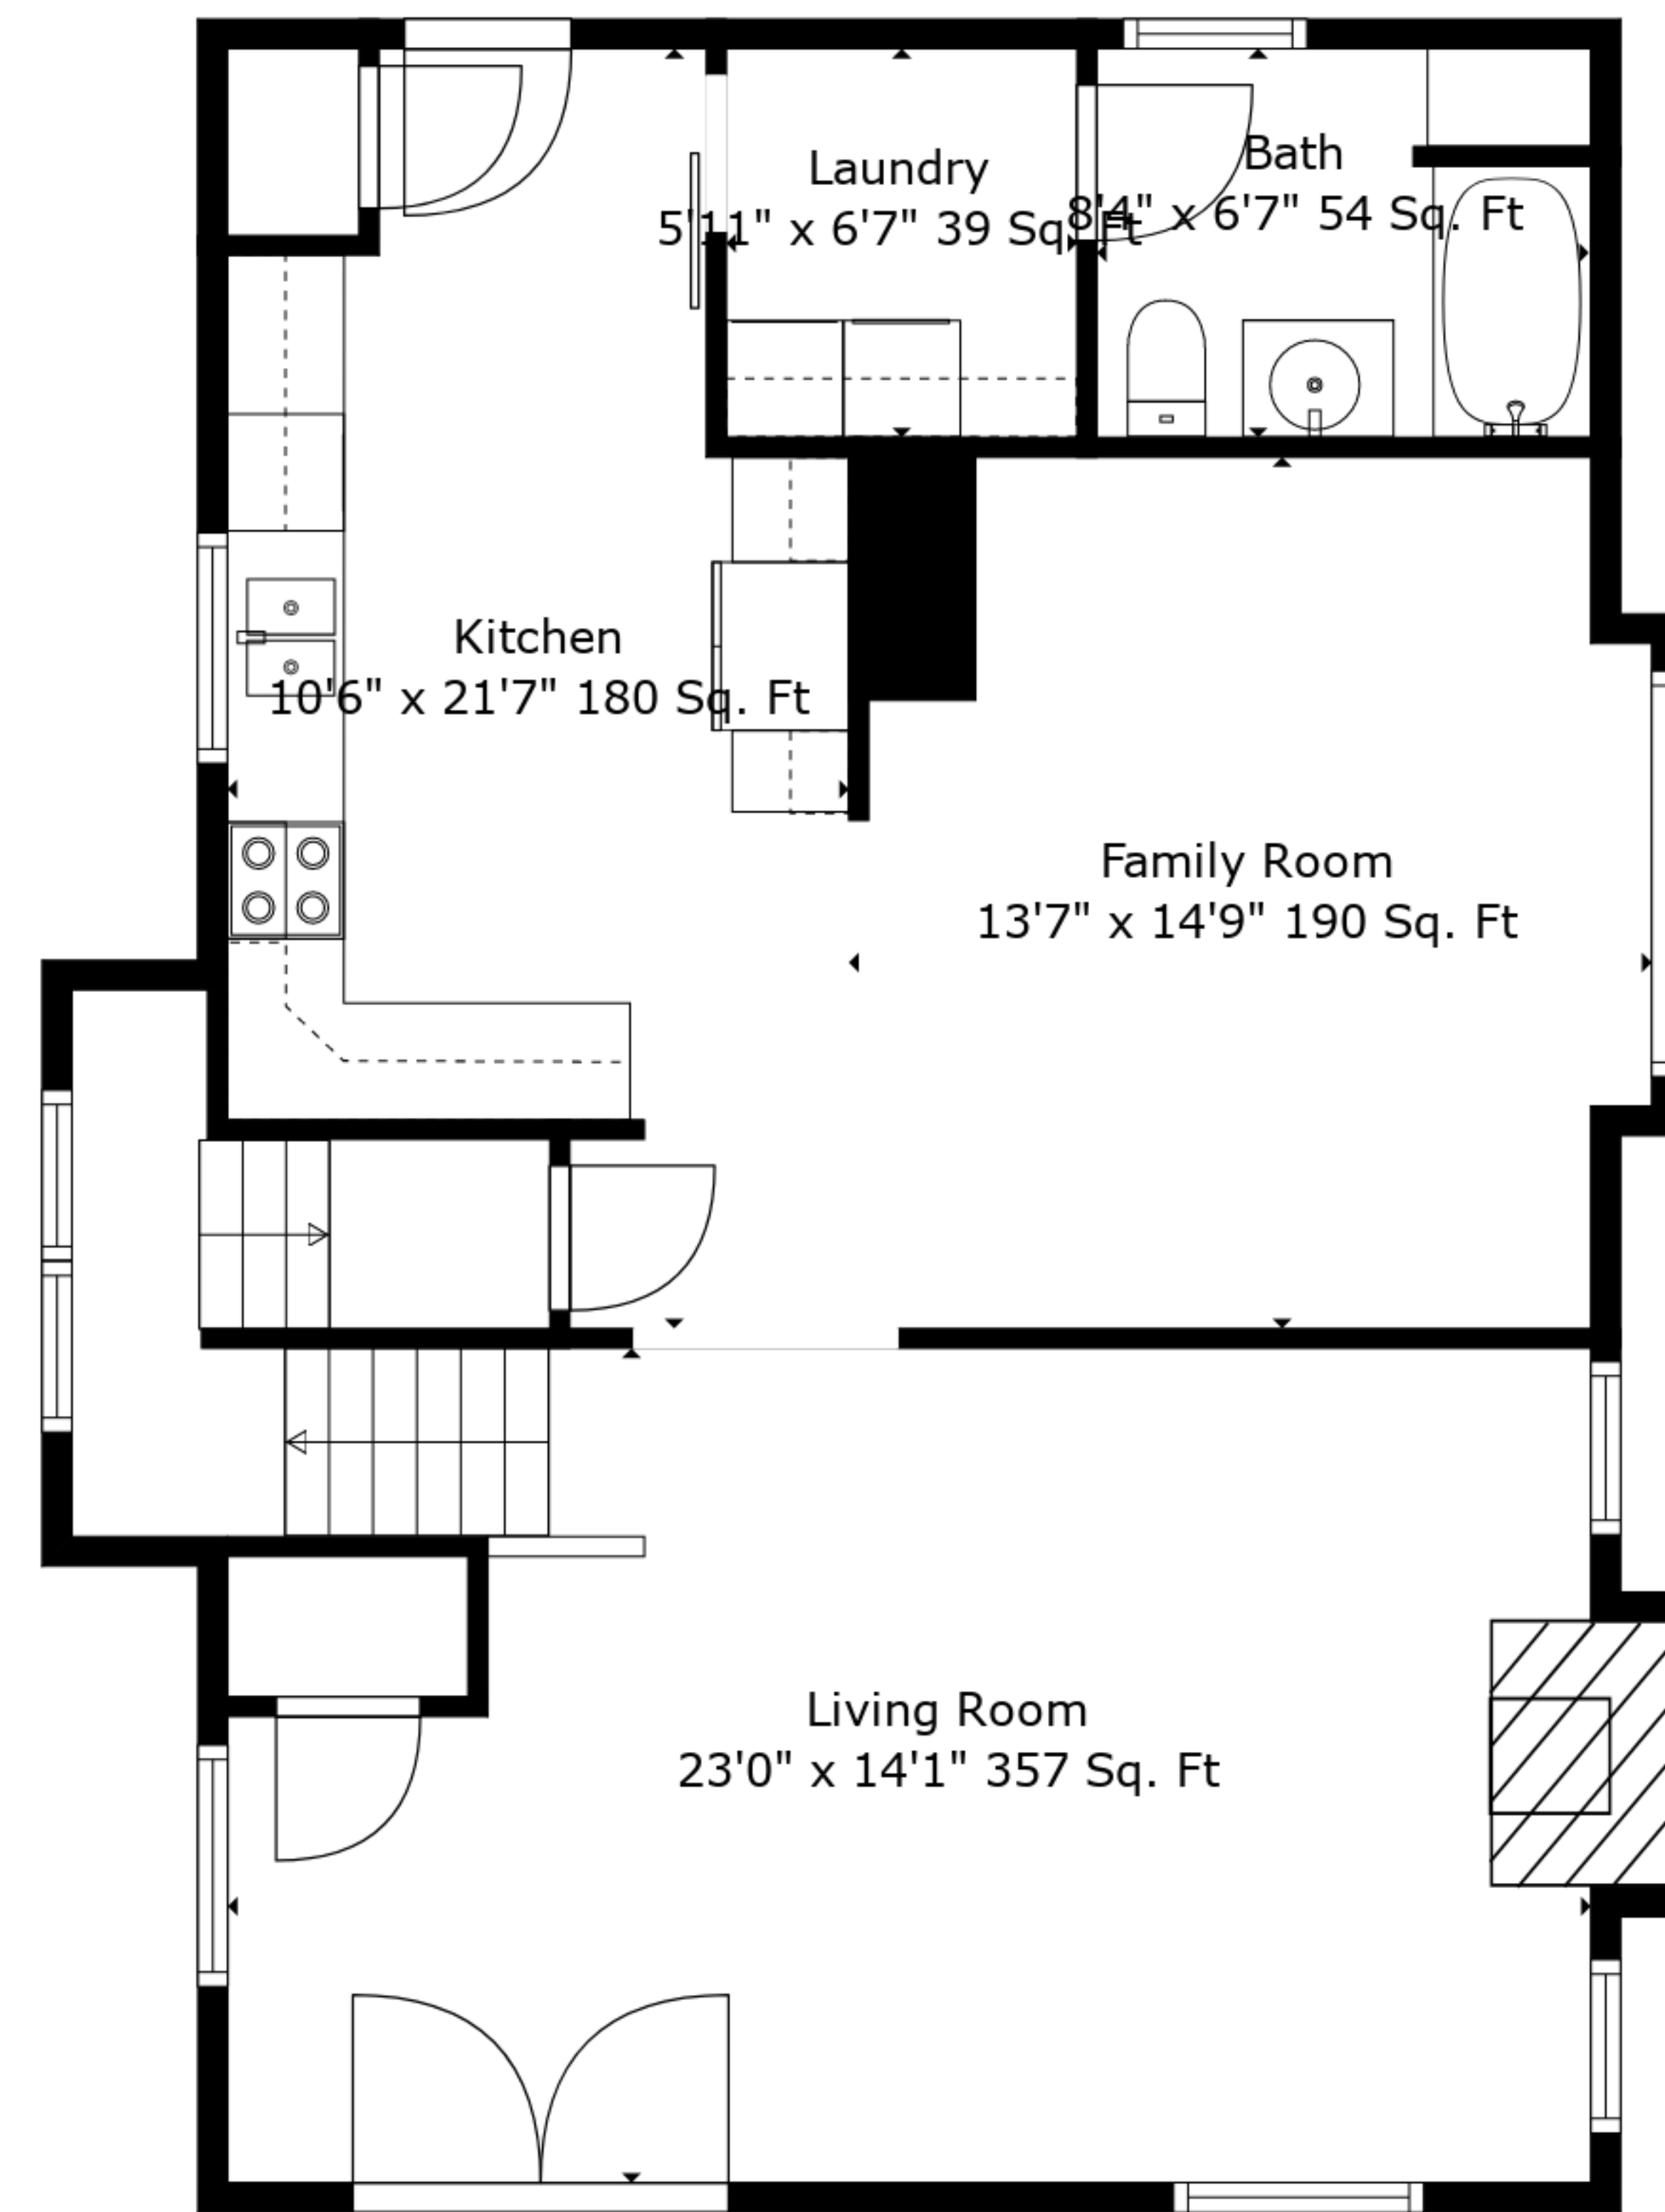 Laundry
5'11" x 6'7" 39 Sq. Ft
Bath
8'4" x 6'7" 54 Sq. Ft
Kitchen
10'6" x 21'7" 180 Sq. Ft
Family Room
13'7" x 14'9" 190 Sq. Ft
Living Room
23'0" x 14'1" 357 Sq. Ft